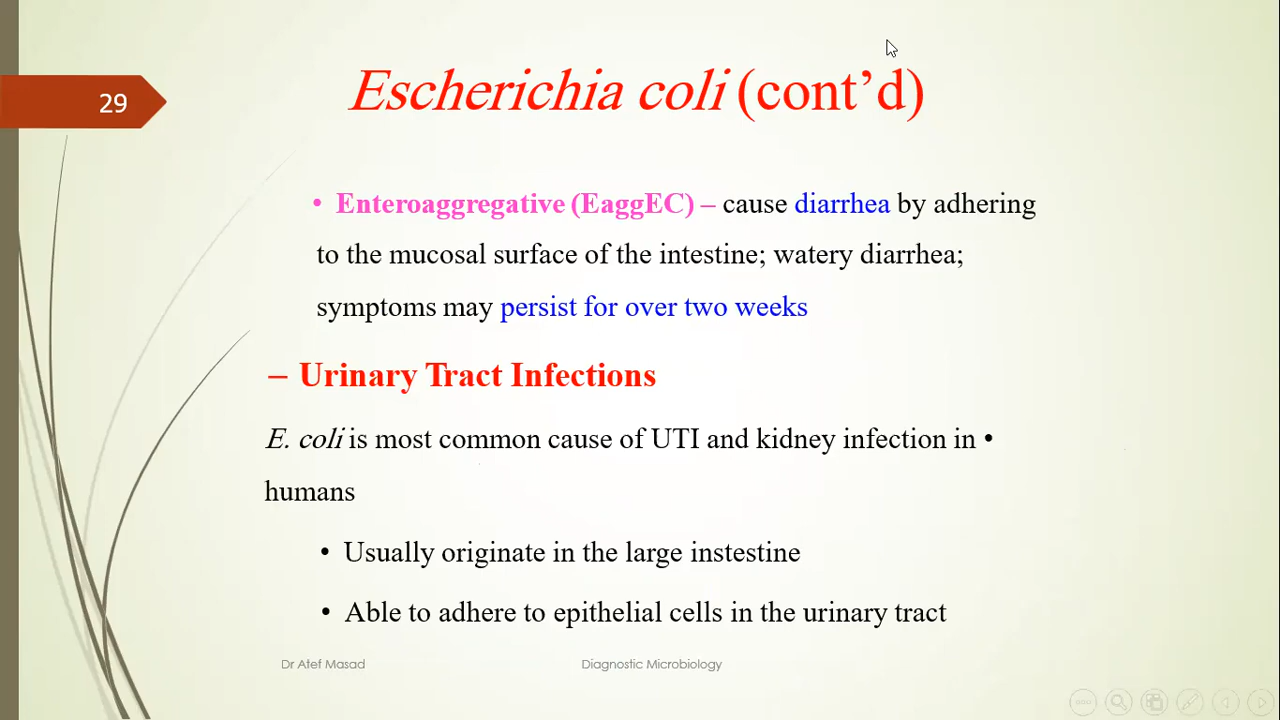 29
Escherichia coli (cont’d)
• Enteroaggregative (EaggEC) – cause diarrhea by adhering
to the mucosal surface of the intestine; watery diarrhea;
symptoms may persist for over two weeks
– Urinary Tract Infections
E. coli is most common cause of UTI and kidney infection in •
humans
• Usually originate in the large instestine
• Able to adhere to epithelial cells in the urinary tract
Dr Atef Masad
Diagnostic Microbiology